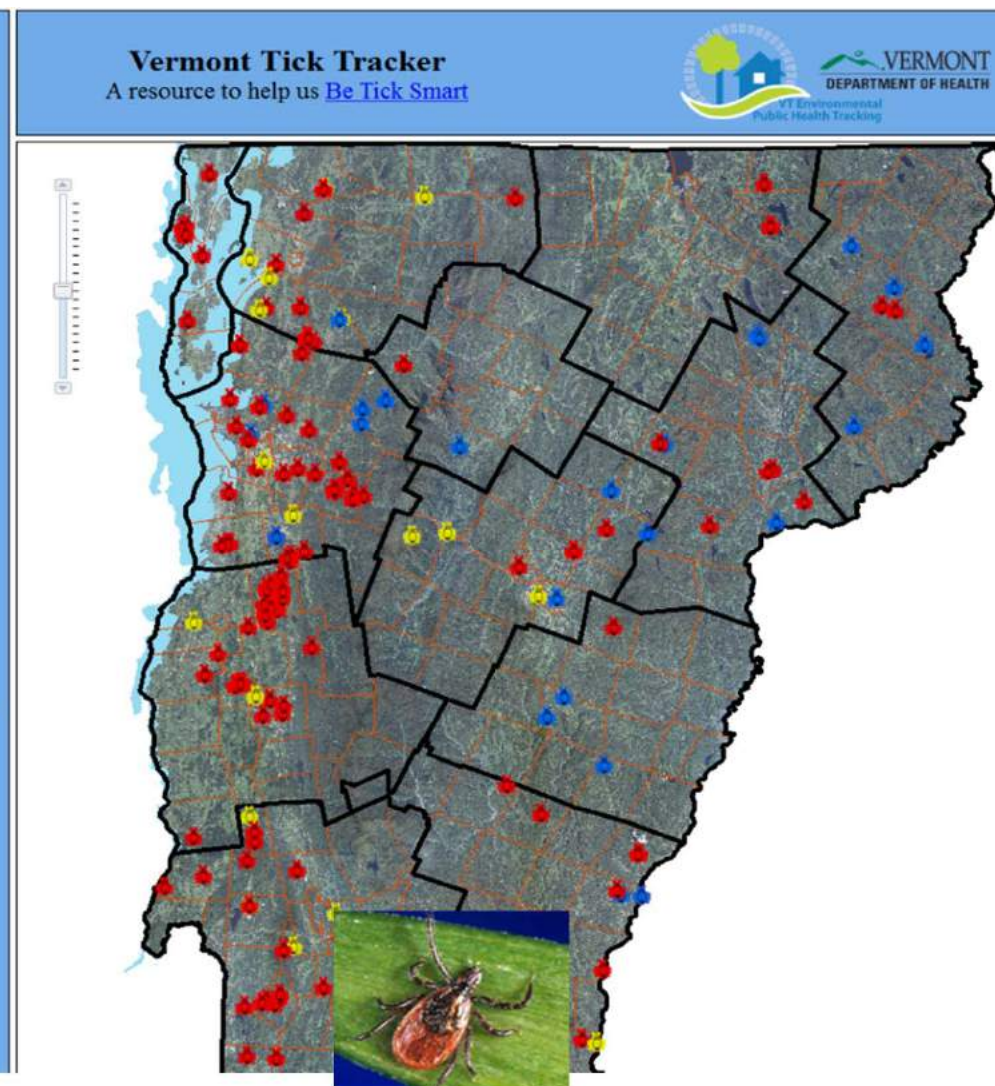 Vermont Tick Tracker
A resource to help us Be Tick Smart
VT Environmental
Public Health Tracking
VERMONT
DEPARTMENT OF HEALTH